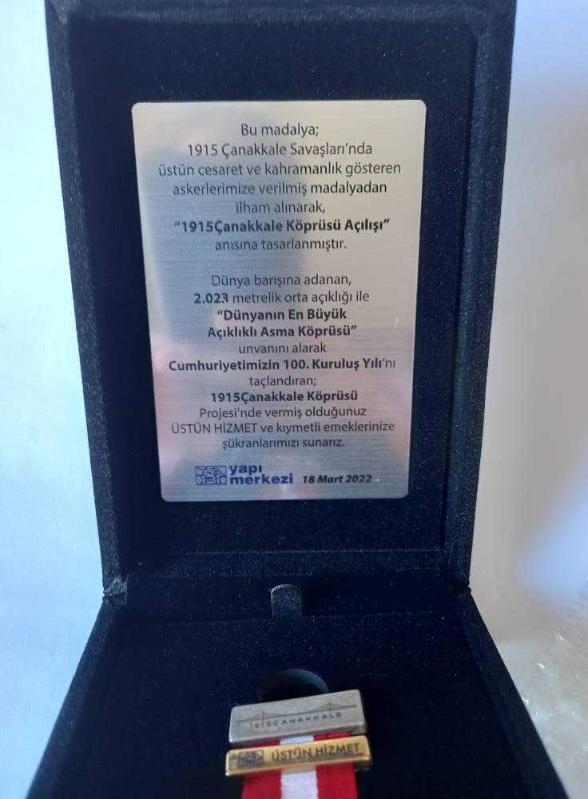 Bu madalya;
1915 Çanakkale Savaşları'nda
üstün cesaret ve kahramanlık gösteren
askerlerimize verilmiş madalyadan
ilham alınarak,
“1915Çanakkale Köprüsü Açılışı”
anısına tasarlanmıştır.
Dünya barışına adanan,
2.023 metrelik orta açıklığı ile
“Dünyanın En Büyük
Açıklıklı Asma Köprüsü”
unvanını alarak
Cumhuriyetimizin 100. Kuruluş Yılı'nı
taçlandıran;
1915Çanakkale Köprüsü
Projesi'nde vermiş olduğunuz
ÜSTÜN HİZMET ve kıymetli emeklerinize
şükranlarımızı sunarız.
yapı
merkezi 18 Mart 2022
1915ÇANAKKALE
ÜSTÜN HİZMET